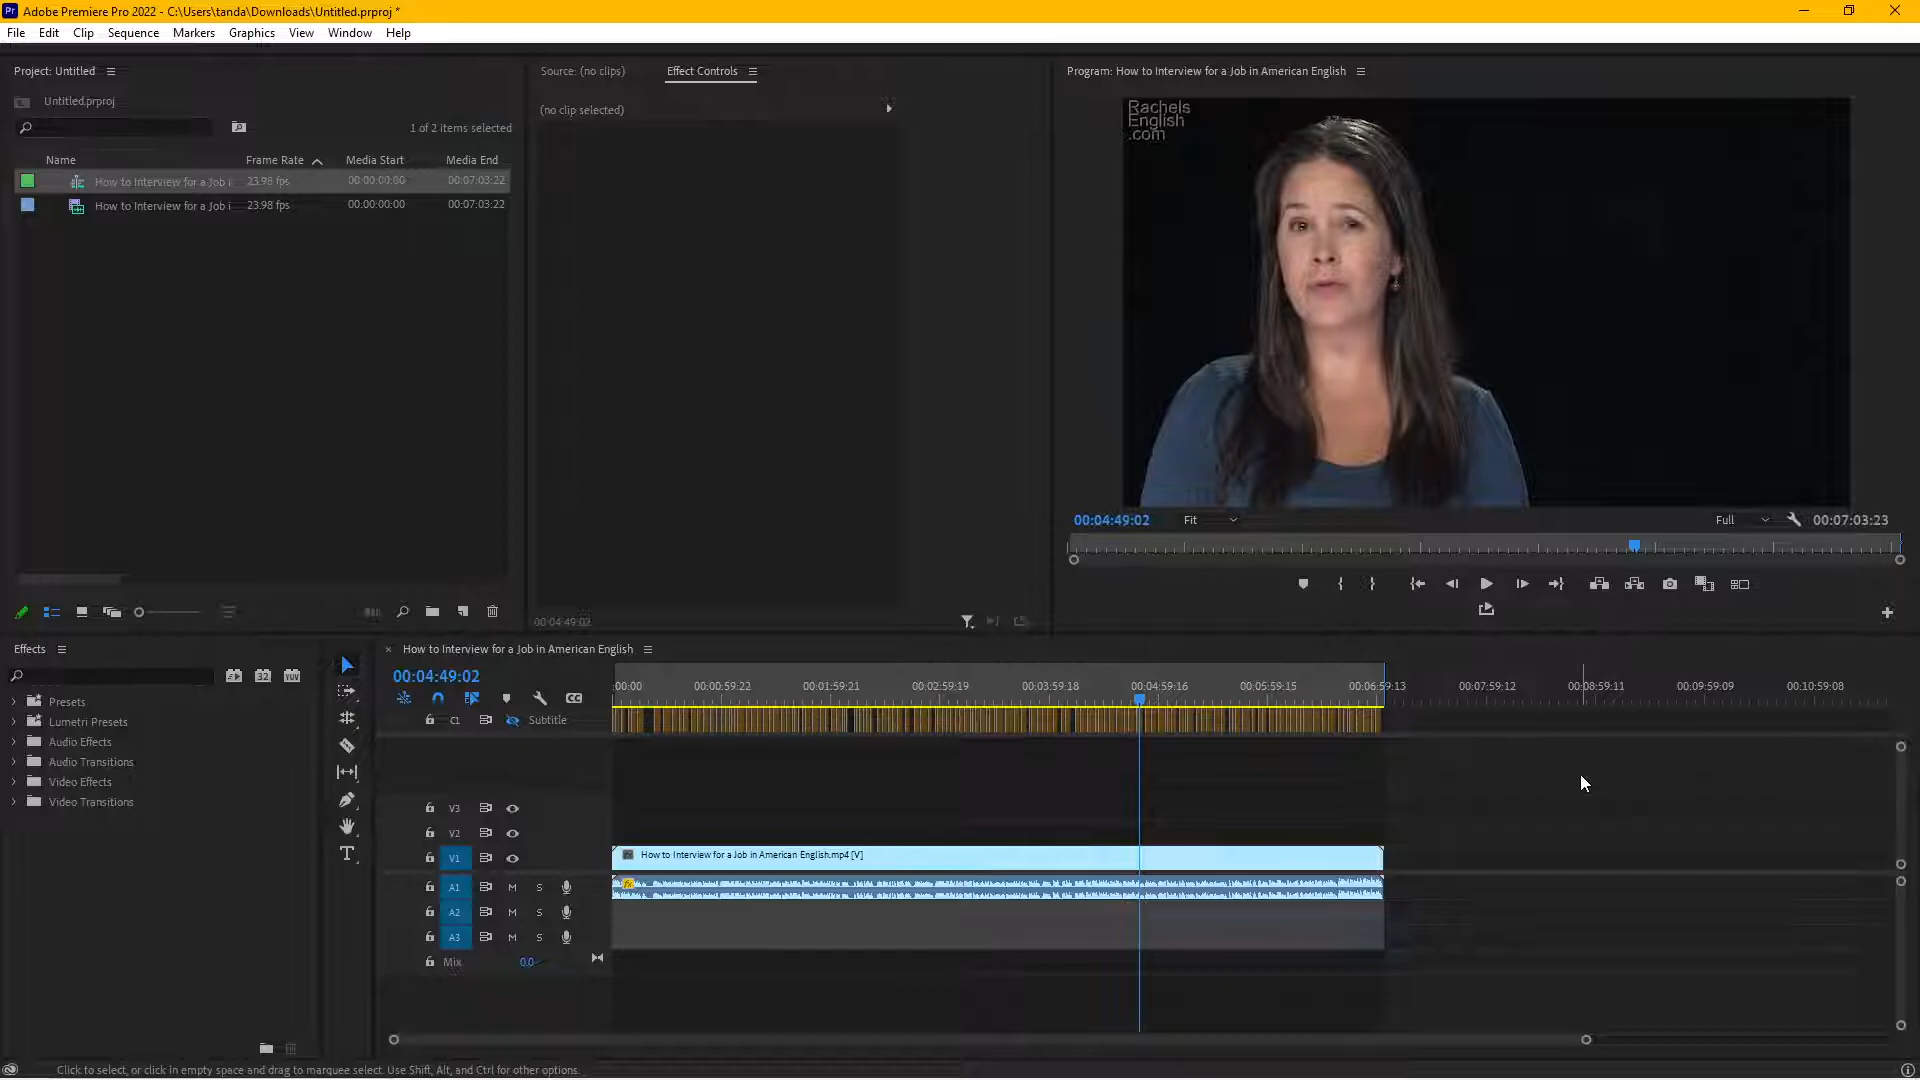 Pr Adobe Premiere Pro 2022 - C:\Users\tanda\Downloads\Untitled.prproj *
File Edit Clip Sequence Markers Graphics View Window Help
Project: Untitled
Source: (no clips) Effect Controls
Program: How to Interview for a Job in American English
Untitled.prproj
(no clip selected)
Rachels
English
.com
1 of 2 items selected
Name Frame Rate Media Start Media End
How to Interview for a Job i 23.98 fps 00:00:00:00 00:07:03:22
How to Interview for a Job i 23.98 fps 00:00:00:00 00:07:03:22
00:04:49:02 Fit Full 00:07:03:23
00:04:49:02
Effects
How to Interview for a Job in American English
00:04:49:02
32 YUV
:00:00 00:00:59:22 00:01:59:21 00:02:59:19 00:03:59:18 00:04:59:16 00:05:59:15 00:06:59:13 00:07:59:12 00:08:59:11 00:09:59:09 00:10:59:08
CC
C1 Subtitle
Presets
Lumetri Presets
Audio Effects
Audio Transitions
Video Effects
Video Transitions
V3
V2
V1 fx How to Interview for a Job in American English.mp4 [V]
A1 M S fx
A2 M S
A3 M S
Mix 0.0
Click to select, or click in empty space and drag to marquee select. Use Shift, Alt, and Ctrl for other options.